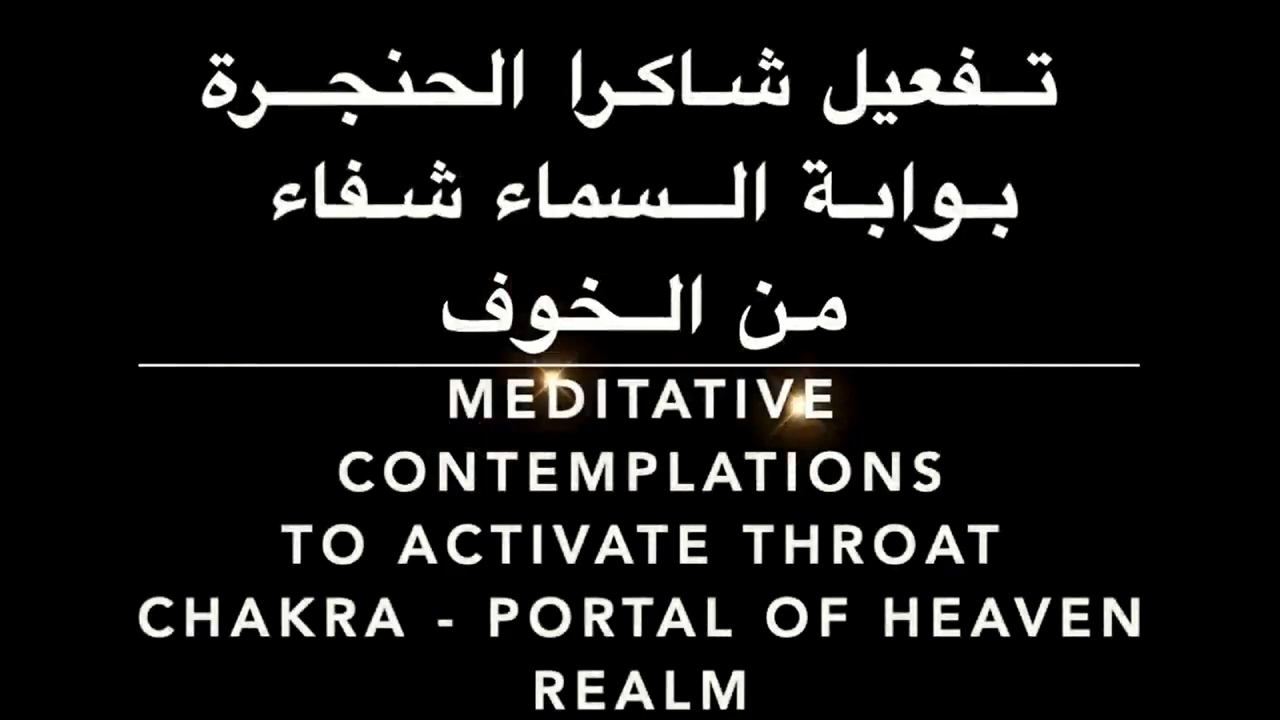 تفعيل شاكرا الحنجرة
بوابة السماء شفاء
من الخوف
MEDITATIVE
CONTEMPLATIONS
TO ACTIVATE THROAT
CHAKRA - PORTAL OF HEAVEN
REALM